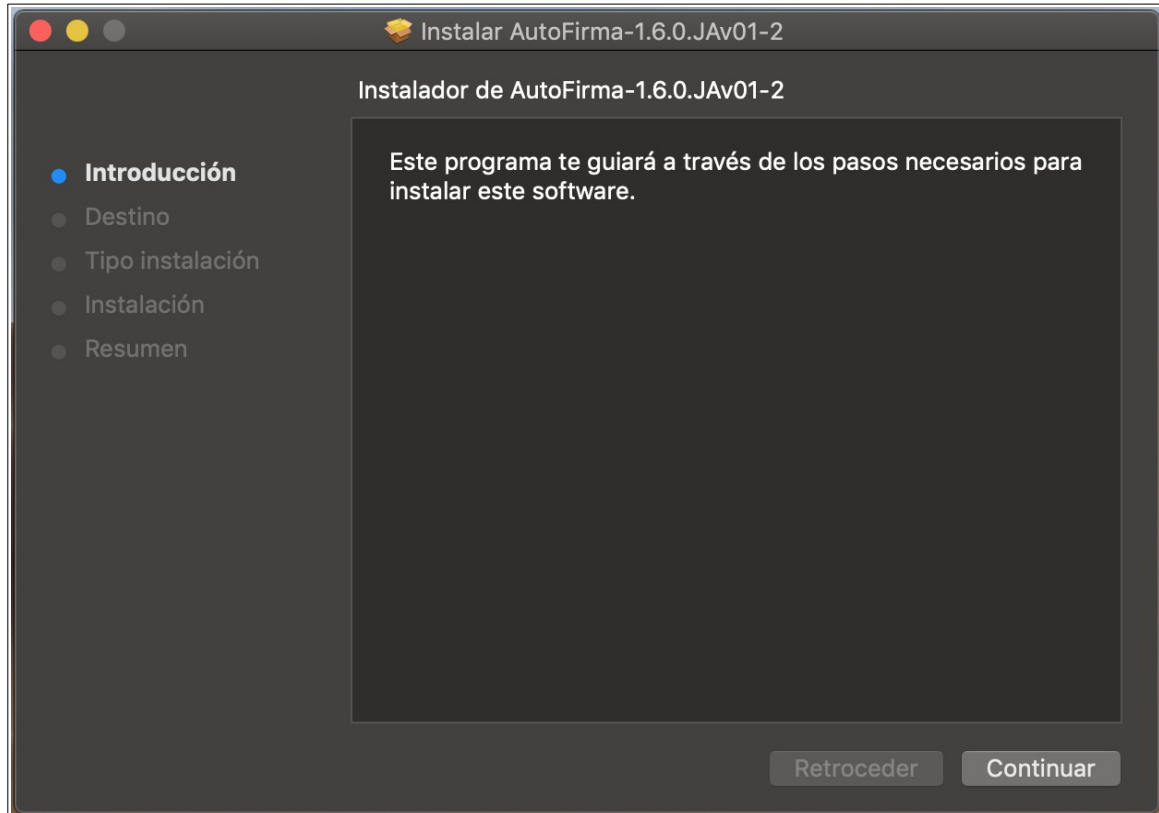 Instalar AutoFirma-1.6.0.JAv01-2
Instalador de AutoFirma-1.6.0.JAv01-2
Introducción
Destino
Tipo instalación
Instalación
Resumen
Este programa te guiará a través de los pasos necesarios para
instalar este software.
Retroceder
Continuar